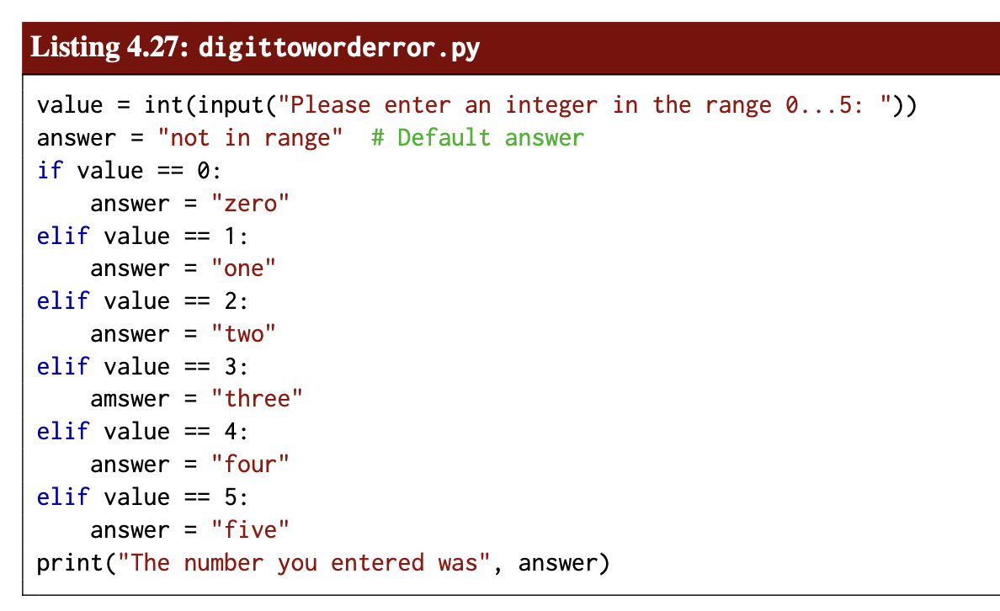 Listing 4.27: digittoworderror.py
value = int(input("Please enter an integer in the range 0...5: "))
answer = "not in range"  # Default answer
if value == 0:
    answer = "zero"
elif value == 1:
    answer = "one"
elif value == 2:
    answer = "two"
elif value == 3:
    amswer = "three"
elif value == 4:
    answer = "four"
elif value == 5:
    answer = "five"
print("The number you entered was", answer)